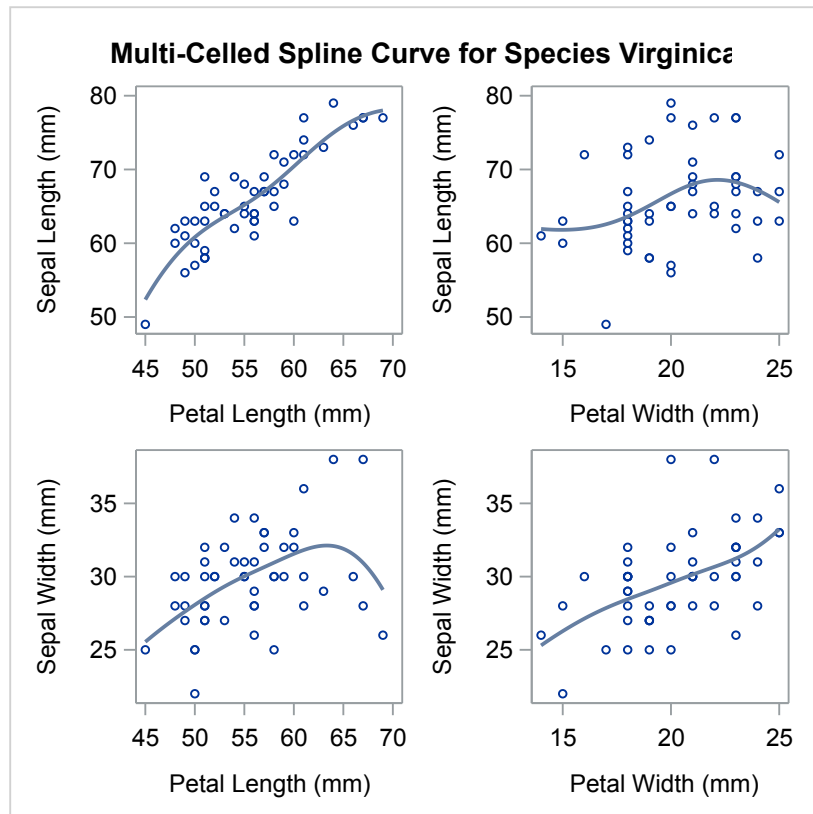 Multi-Celled Spline Curve for Species Virginica
80
70
60
50
Sepal Length (mm)
45 50 55 60 65 70
Petal Length (mm)
80
70
60
50
Sepal Length (mm)
15 20 25
Petal Width (mm)
35
30
25
Sepal Width (mm)
45 50 55 60 65 70
Petal Length (mm)
35
30
25
Sepal Width (mm)
15 20 25
Petal Width (mm)